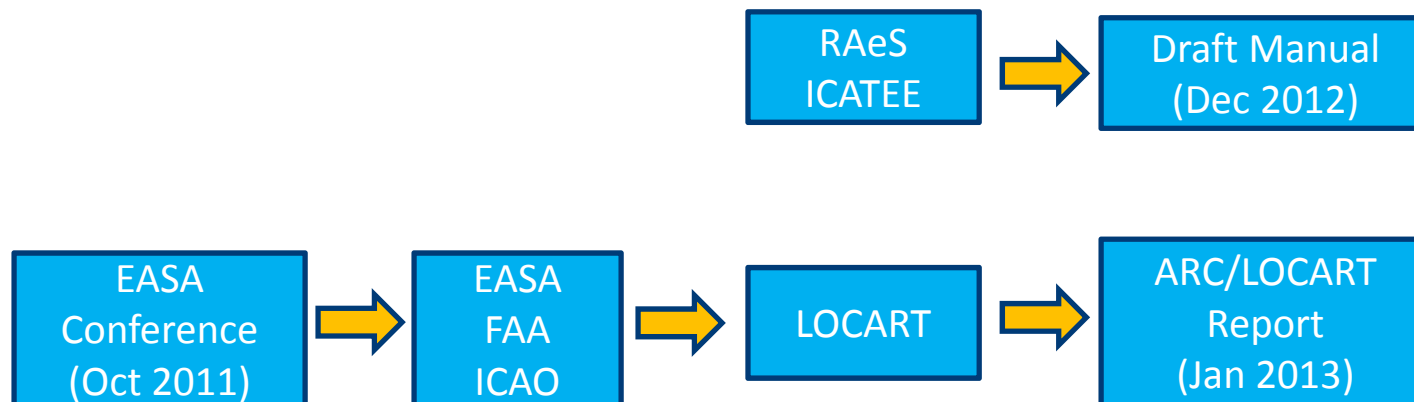 RAeS
ICATEE
Draft Manual
(Dec 2012)
EASA
Conference
(Oct 2011)
EASA
FAA
ICAO
LOCART
ARC/LOCART
Report
(Jan 2013)